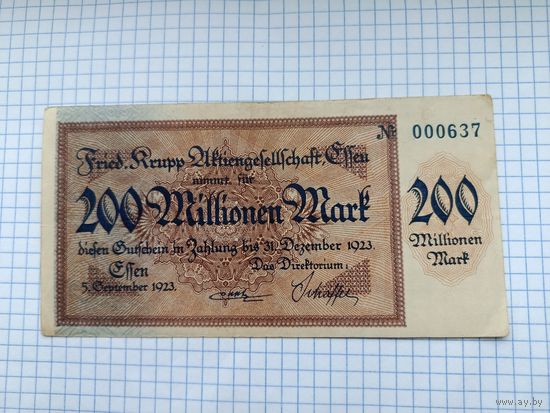 № 000637
Fried. Krupp Aktiengesellschaft Essen
nimmt für
200 Millionen Mark
diesen Gutschein in Zahlung bis 31. Dezember 1923.
Essen
Das Direktorium:
5. September 1923.
200
Millionen
Mark
www.ay.by